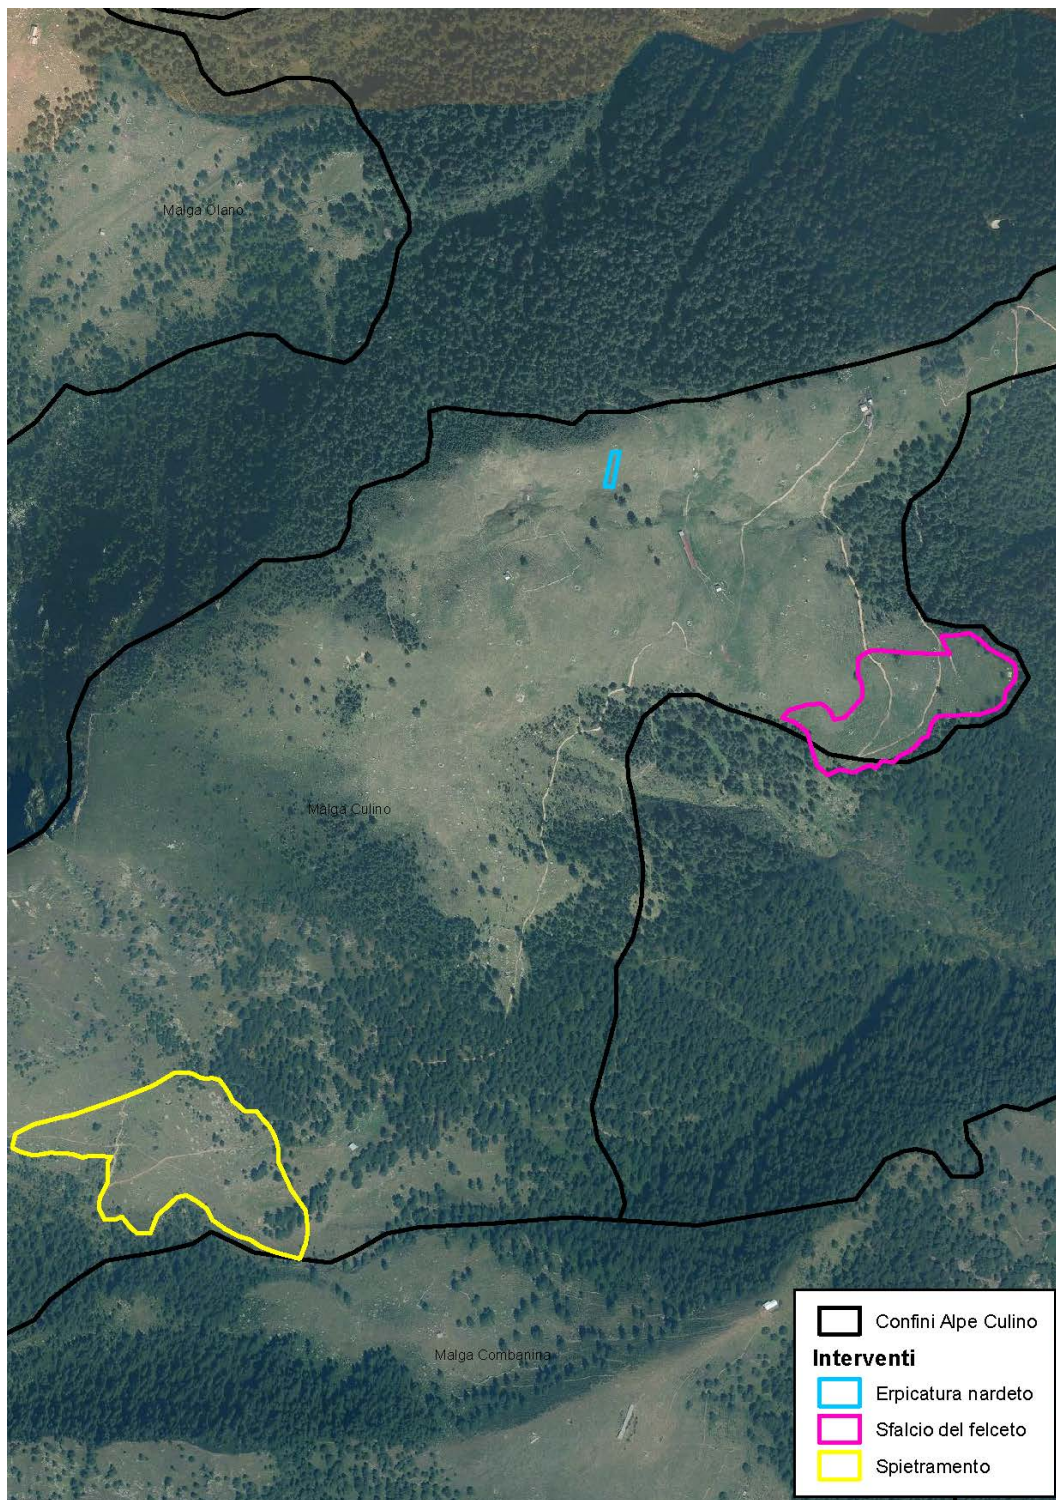 Malga Olano
Malga Culino
Malga Combanina
Confini Alpe Culino
Interventi
Erpicatura nardeto
Sfalcio del felceto
Spietramento